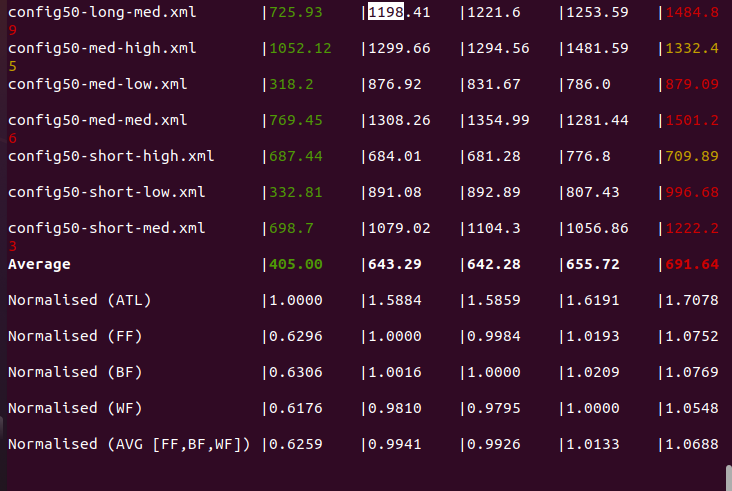 config50-long-med.xml |725.93 |1198.41 |1221.6 |1253.59 |1484.8
9
config50-med-high.xml |1052.12 |1299.66 |1294.56 |1481.59 |1332.4
5
config50-med-low.xml |318.2 |876.92 |831.67 |786.0 |879.09
config50-med-med.xml |769.45 |1308.26 |1354.99 |1281.44 |1501.2
6
config50-short-high.xml |687.44 |684.01 |681.28 |776.8 |709.89
config50-short-low.xml |332.81 |891.08 |892.89 |807.43 |996.68
config50-short-med.xml |698.7 |1079.02 |1104.3 |1056.86 |1222.2
3
Average |405.00 |643.29 |642.28 |655.72 |691.64
Normalised (ATL) |1.0000 |1.5884 |1.5859 |1.6191 |1.7078
Normalised (FF) |0.6296 |1.0000 |0.9984 |1.0193 |1.0752
Normalised (BF) |0.6306 |1.0016 |1.0000 |1.0209 |1.0769
Normalised (WF) |0.6176 |0.9810 |0.9795 |1.0000 |1.0548
Normalised (AVG [FF,BF,WF]) |0.6259 |0.9941 |0.9926 |1.0133 |1.0688